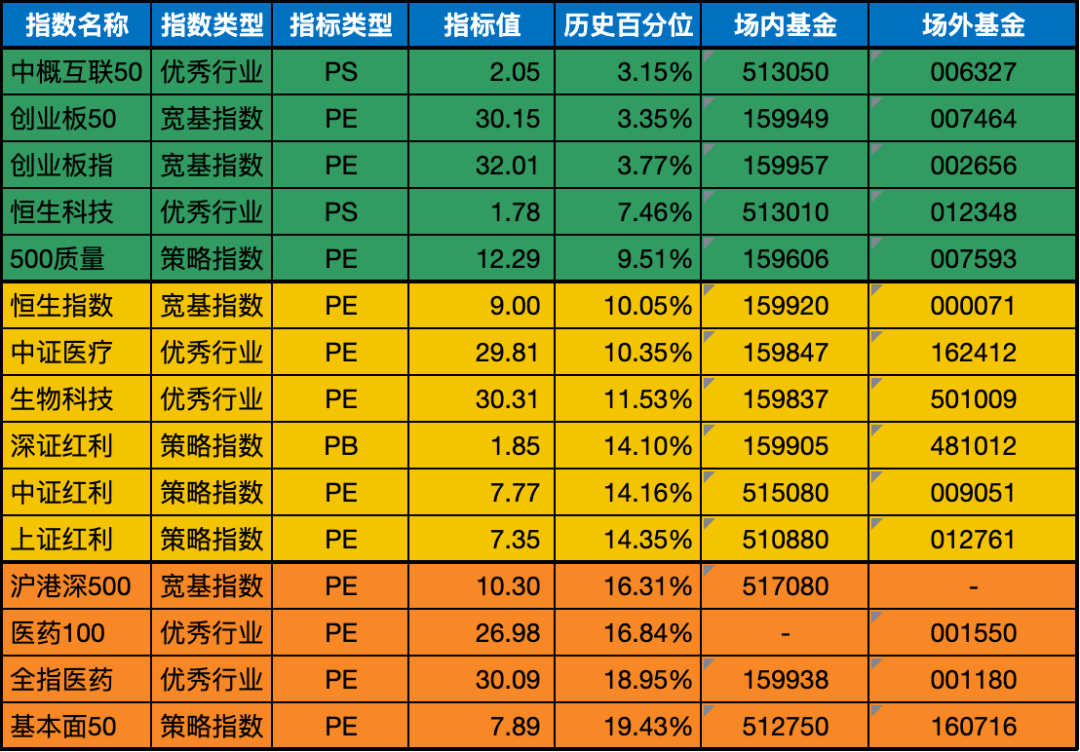 指数名称 指数类型 指标类型 指标值 历史百分位 场内基金 场外基金
中概互联50 优秀行业 PS 2.05 3.15% 513050 006327
创业板50 宽基指数 PE 30.15 3.35% 159949 007464
创业板指 宽基指数 PE 32.01 3.77% 159957 002656
恒生科技 优秀行业 PS 1.78 7.46% 513010 012348
500质量 策略指数 PE 12.29 9.51% 159606 007593
恒生指数 宽基指数 PE 9.00 10.05% 159920 000071
中证医疗 优秀行业 PE 29.81 10.35% 159847 162412
生物科技 优秀行业 PE 30.31 11.53% 159837 501009
深证红利 策略指数 PB 1.85 14.10% 159905 481012
中证红利 策略指数 PE 7.77 14.16% 515080 009051
上证红利 策略指数 PE 7.35 14.35% 510880 012761
沪港深500 宽基指数 PE 10.30 16.31% 517080 -
医药100 优秀行业 PE 26.98 16.84% - 001550
全指医药 优秀行业 PE 30.09 18.95% 159938 001180
基本面50 策略指数 PE 7.89 19.43% 512750 160716